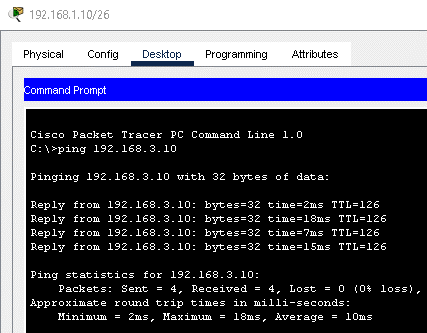 192.168.1.10/26
Physical Config Desktop Programming Attributes
Command Prompt
Cisco Packet Tracer PC Command Line 1.0
C:\>ping 192.168.3.10
Pinging 192.168.3.10 with 32 bytes of data:
Reply from 192.168.3.10: bytes=32 time=2ms TTL=126
Reply from 192.168.3.10: bytes=32 time=18ms TTL=126
Reply from 192.168.3.10: bytes=32 time=7ms TTL=126
Reply from 192.168.3.10: bytes=32 time=15ms TTL=126
Ping statistics for 192.168.3.10:
Packets: Sent = 4, Received = 4, Lost = 0 (0% loss),
Approximate round trip times in milli-seconds:
Minimum = 2ms, Maximum = 18ms, Average = 10ms